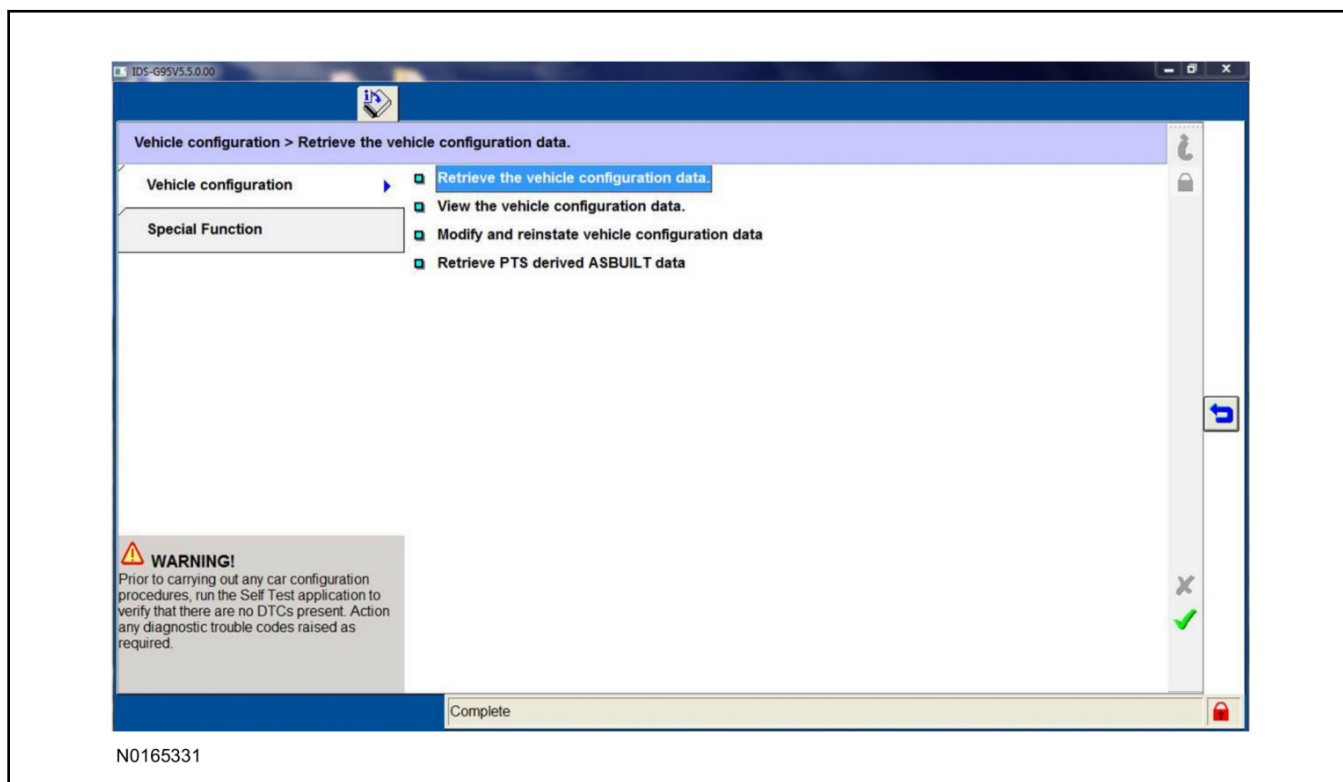 IDS-G95V5.5.0.00
Vehicle configuration > Retrieve the vehicle configuration data.
Vehicle configuration
Special Function
Retrieve the vehicle configuration data.
View the vehicle configuration data.
Modify and reinstate vehicle configuration data
Retrieve PTS derived ASBUILT data
WARNING!
Prior to carrying out any car configuration
procedures, run the Self Test application to
verify that there are no DTCs present. Action
any diagnostic trouble codes raised as
required.
Complete
N0165331